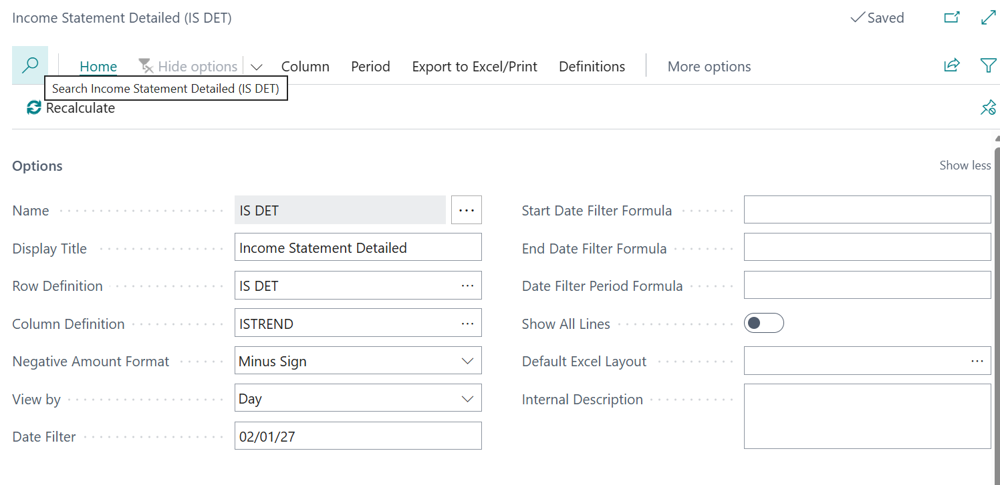 Income Statement Detailed (IS DET)
Saved
Home
Hide options
Column
Period
Export to Excel/Print
Definitions
More options
Search Income Statement Detailed (IS DET)
Recalculate
Options
Show less
Name
IS DET
Display Title
Income Statement Detailed
Row Definition
IS DET
Column Definition
ISTREND
Negative Amount Format
Minus Sign
View by
Day
Date Filter
02/01/27
Start Date Filter Formula
End Date Filter Formula
Date Filter Period Formula
Show All Lines
Default Excel Layout
Internal Description